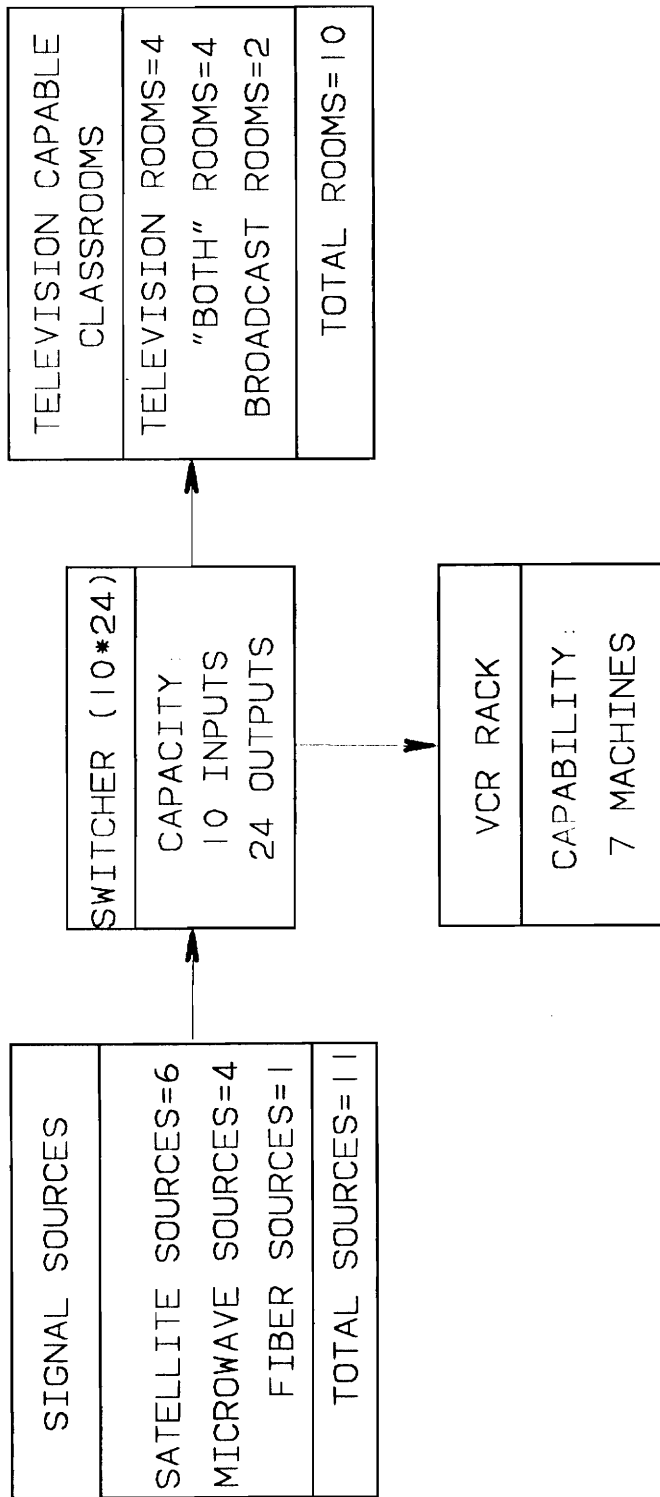 SIGNAL SOURCES
SATELLITE SOURCES=6
MICROWAVE SOURCES=4
FIBER SOURCES=1
TOTAL SOURCES=11
SWITCHER (10*24)
CAPACITY:
10 INPUTS
24 OUTPUTS
VCR RACK
CAPABILITY:
7 MACHINES
TELEVISION CAPABLE
CLASSROOMS
TELEVISION ROOMS=4
"BOTH" ROOMS=4
BROADCAST ROOMS=2
TOTAL ROOMS=10